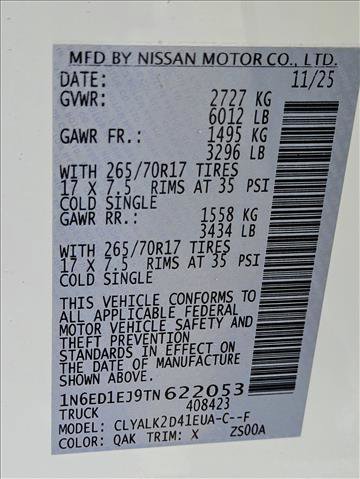 MFD BY NISSAN MOTOR CO., LTD.
DATE: 11/25
GVWR: 2727 KG
6012 LB
GAWR FR.: 1495 KG
3296 LB
WITH 265/70R17 TIRES
17 X 7.5 RIMS AT 35 PSI
COLD SINGLE
GAWR RR.: 1558 KG
3434 LB
WITH 265/70R17 TIRES
17 X 7.5 RIMS AT 35 PSI
COLD SINGLE
THIS VEHICLE CONFORMS TO
ALL APPLICABLE FEDERAL
MOTOR VEHICLE SAFETY AND
THEFT PREVENTION
STANDARDS IN EFFECT ON
THE DATE OF MANUFACTURE
SHOWN ABOVE.
1N6ED1EJ9TN622053
TRUCK 408423
MODEL: CLYALK2D41EUA-C--F
COLOR: QAK TRIM: X ZS00A